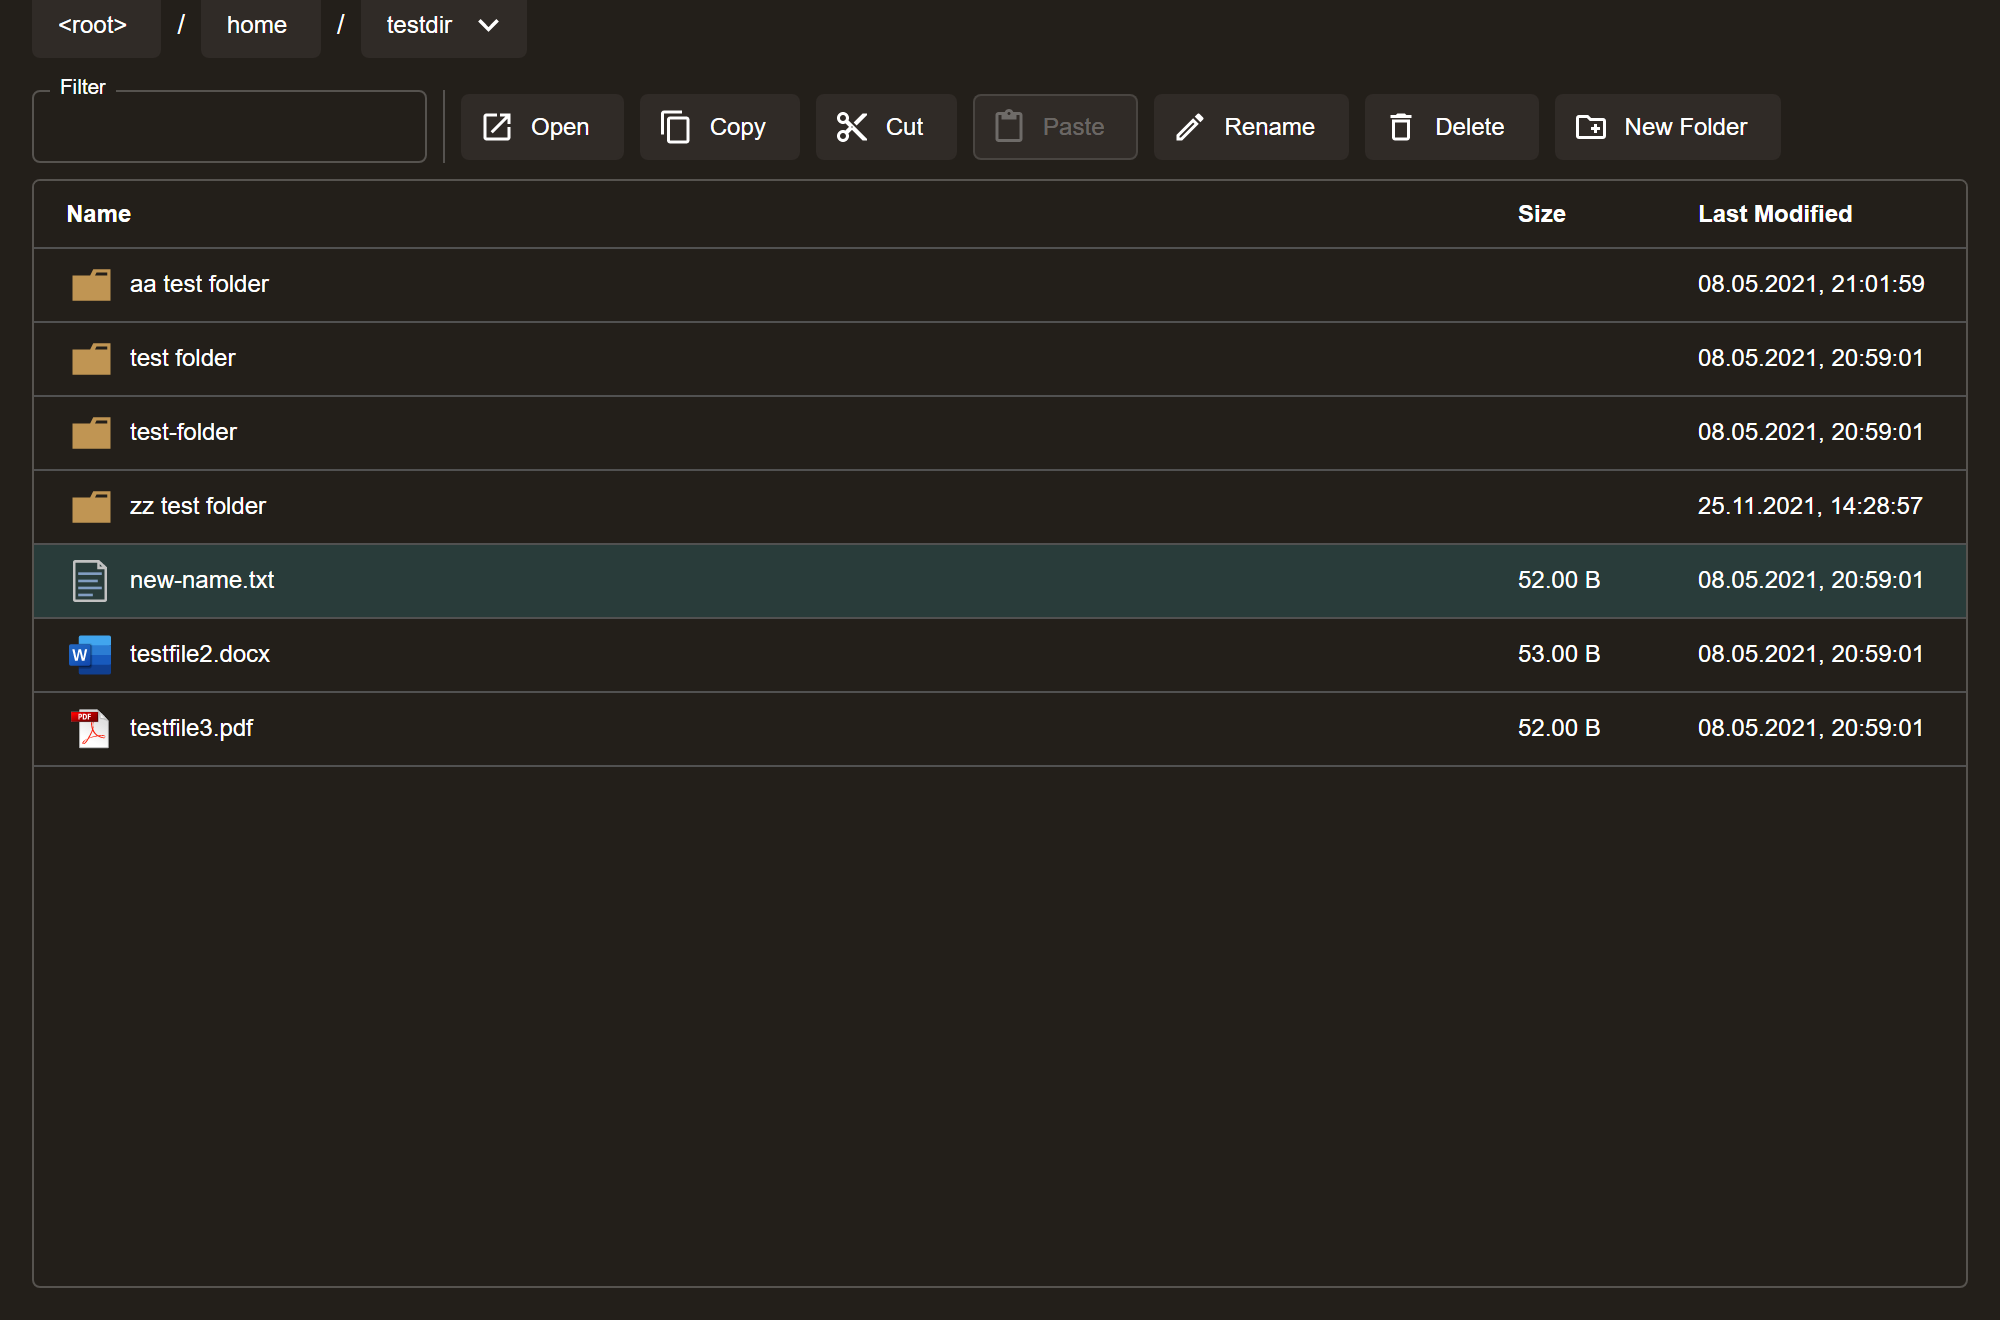 <root> / home / testdir
Filter
Open Copy Cut Paste Rename Delete New Folder
Name Size Last Modified
aa test folder 08.05.2021, 21:01:59
test folder 08.05.2021, 20:59:01
test-folder 08.05.2021, 20:59:01
zz test folder 25.11.2021, 14:28:57
new-name.txt 52.00 B 08.05.2021, 20:59:01
W testfile2.docx 53.00 B 08.05.2021, 20:59:01
PDF testfile3.pdf 52.00 B 08.05.2021, 20:59:01